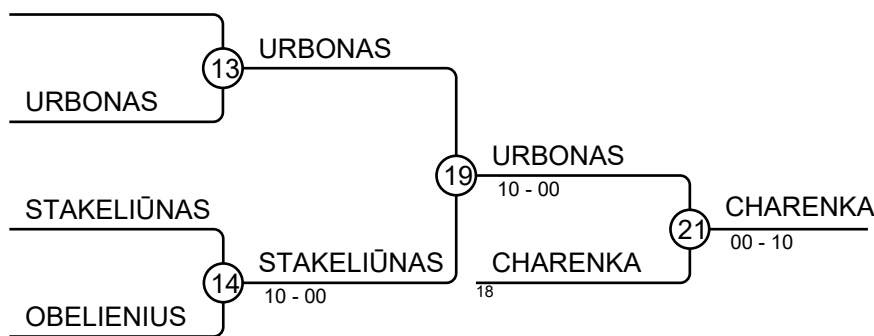 URBONAS
13
URBONAS
STAKELIŪNAS
OBELIENIUS
14
STAKELIŪNAS
10 - 00
19
URBONAS
10 - 00
CHARENKA
18
21
CHARENKA
00 - 10